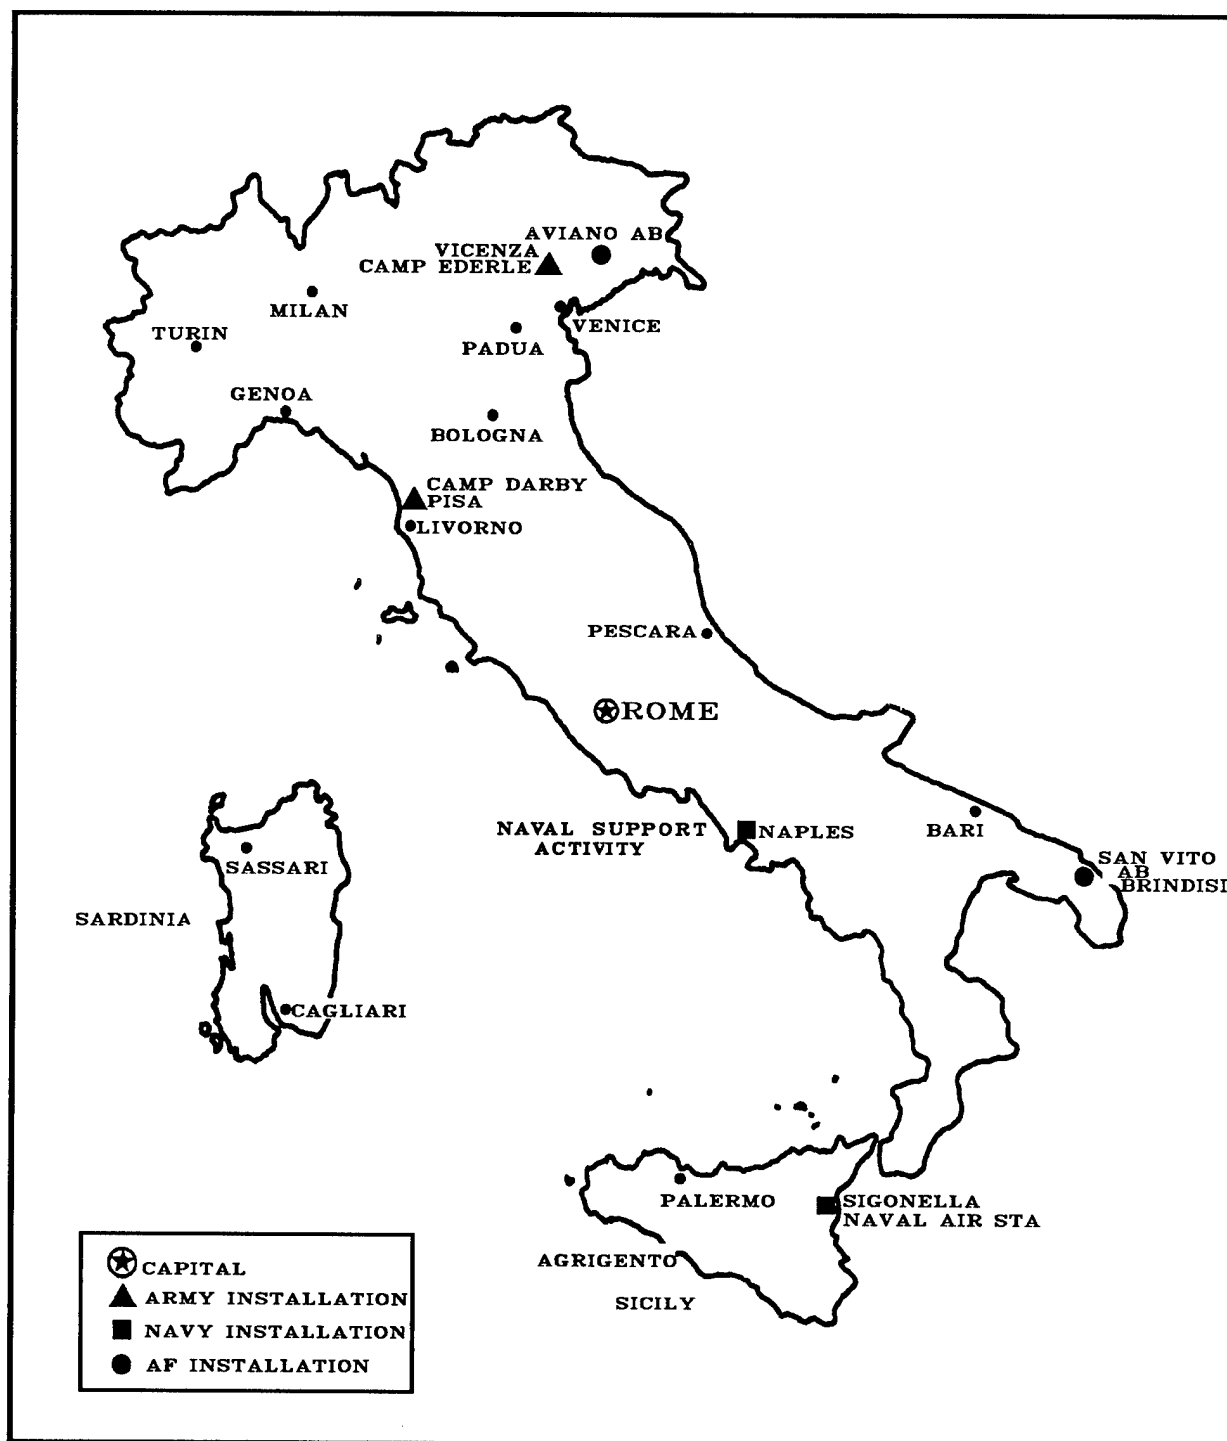 AVIANO AB
VICENZA
CAMP EDERLE
MILAN
VENICE
TURIN
PADUA
GENOA
BOLOGNA
CAMP DARBY
PISA
LIVORNO
PESCARA
ROME
NAVAL SUPPORT
ACTIVITY
NAPLES
BARI
SAN VITO
AB
BRINDISI
SASSARI
SARDINIA
CAGLIARI
PALERMO
SIGONELLA
NAVAL AIR STA
AGRIGENTO
SICILY
CAPITAL
ARMY INSTALLATION
NAVY INSTALLATION
AF INSTALLATION